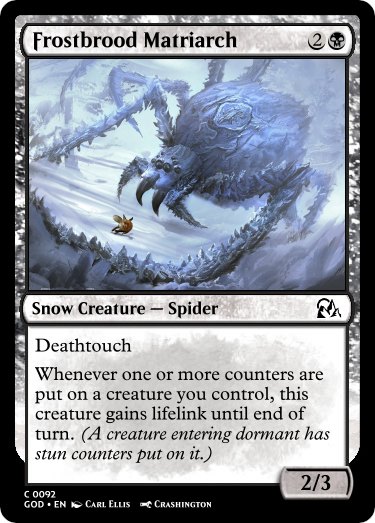 Frostbrood Matriarch 2
Snow Creature — Spider
Deathtouch
Whenever one or more counters are
put on a creature you control, this
creature gains lifelink until end of
turn. (A creature entering dormant has
stun counters put on it.)
2/3
C 0092
GOD • EN Carl Ellis Crashington